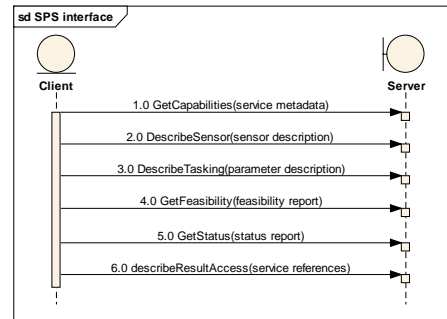 sd SPS interface
Client
Server
1.0 GetCapabilities(service metadata)
2.0 DescribeSensor(sensor description)
3.0 DescribeTasking(parameter description)
4.0 GetFeasibility(feasibility report)
5.0 GetStatus(status report)
6.0 describeResultAccess(service references)